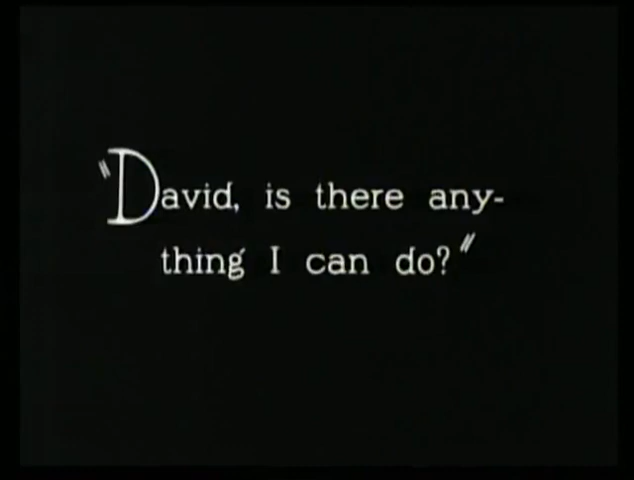 "David, is there any-
thing I can do?"